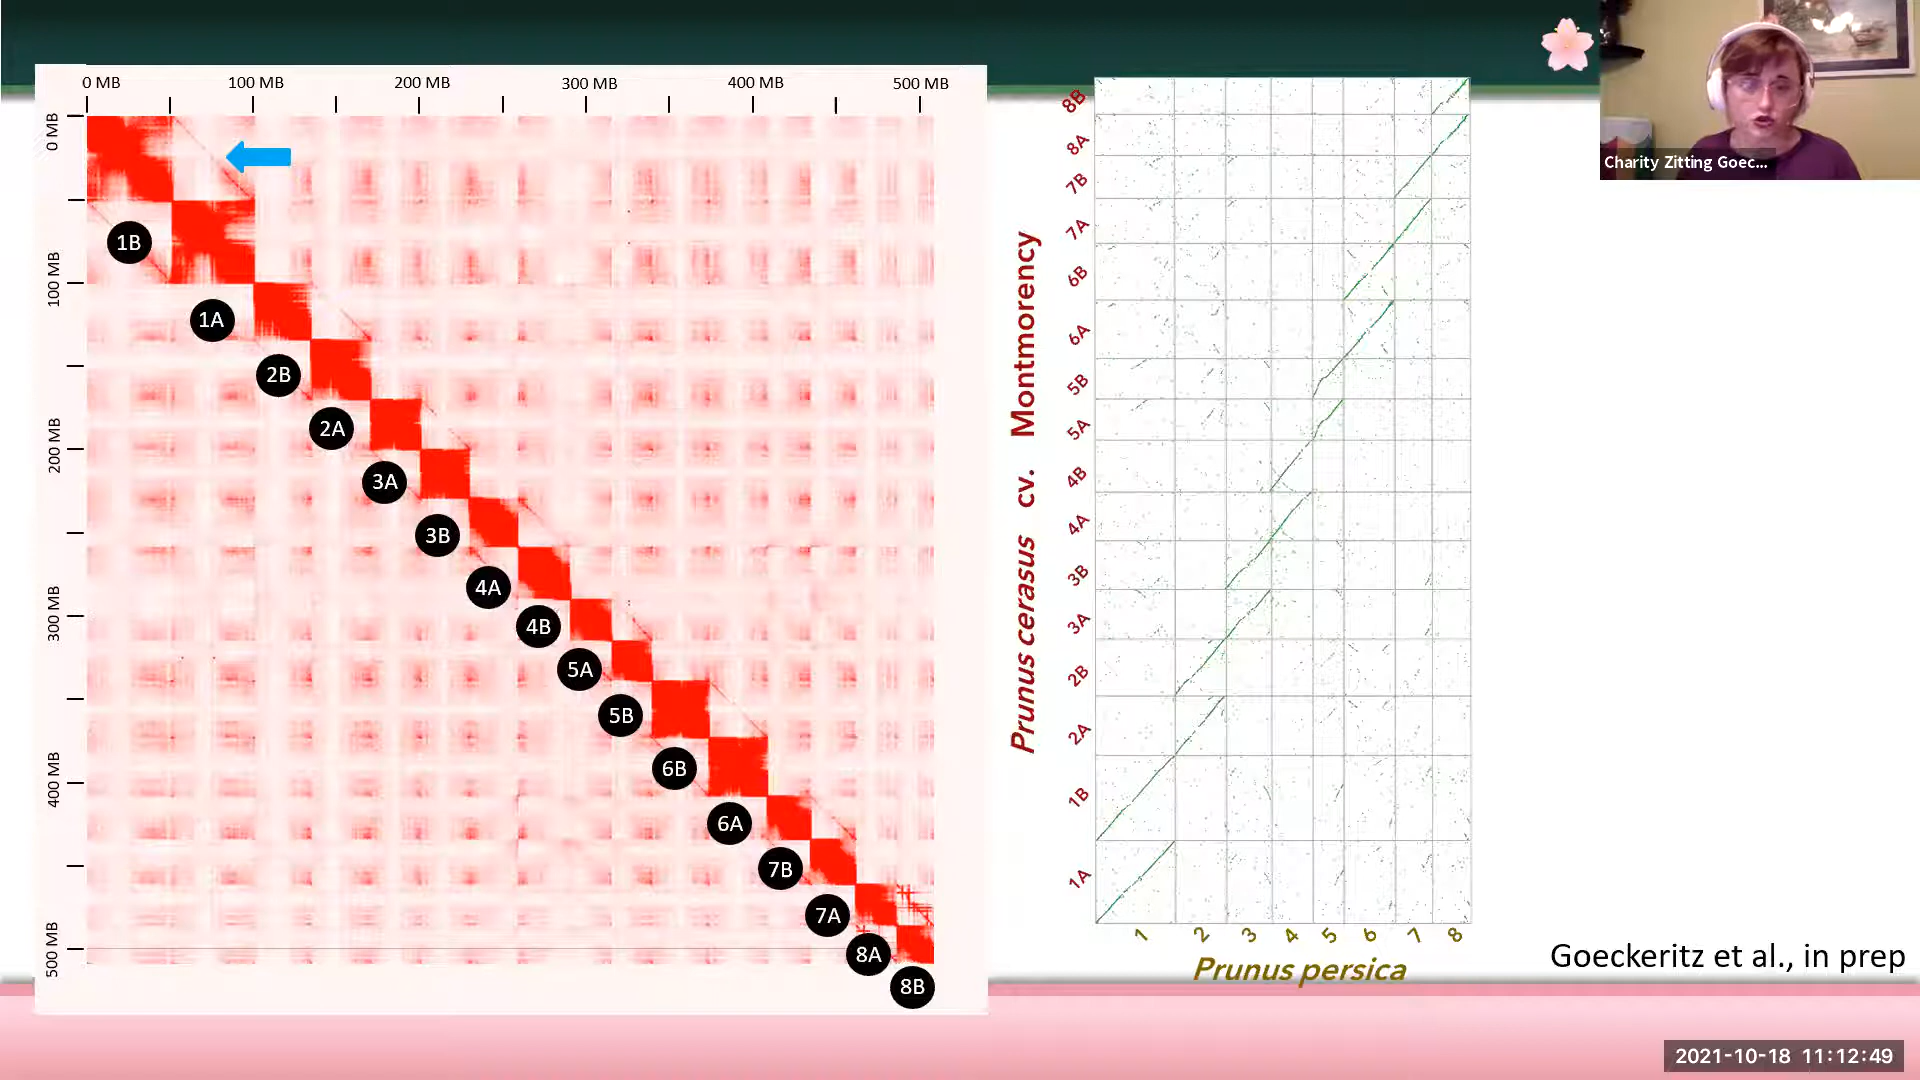 0 MB 100 MB 200 MB 300 MB 400 MB 500 MB
0 MB
100 MB
200 MB
300 MB
400 MB
500 MB
1B
1A
2B
2A
3A
3B
4A
4B
5A
5B
6B
6A
7B
7A
8A
8B
Prunus cerasus cv. Montmorency
8B
8A
7B
7A
6B
6A
5B
5A
4B
4A
3B
3A
2B
2A
1B
1A
1 2 3 4 5 6 7 8
Prunus persica
Charity Zitting Goec...
Goeckeritz et al., in prep
2021-10-18 11:12:49